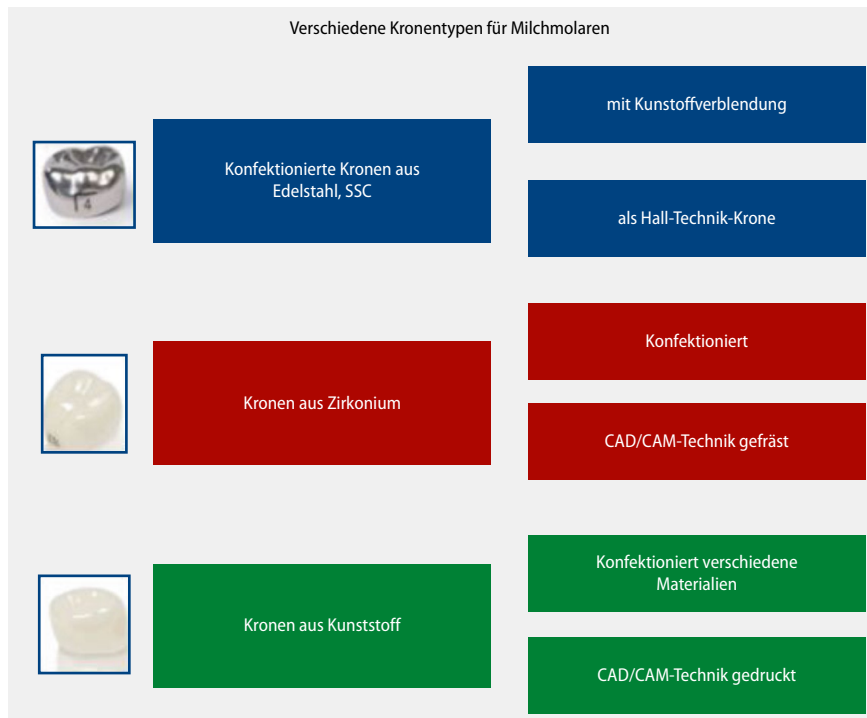 Verschiedene Kronentypen für Milchmolaren
mit Kunstoffverblendung
Konfektionierte Kronen aus
Edelstahl, SSC
4
als Hall-Technik-Krone
Konfektioniert
Kronen aus Zirkonium
CAD/CAM-Technik gefräst
Konfektioniert verschiedene
Materialien
Kronen aus Kunststoff
CAD/CAM-Technik gedruckt